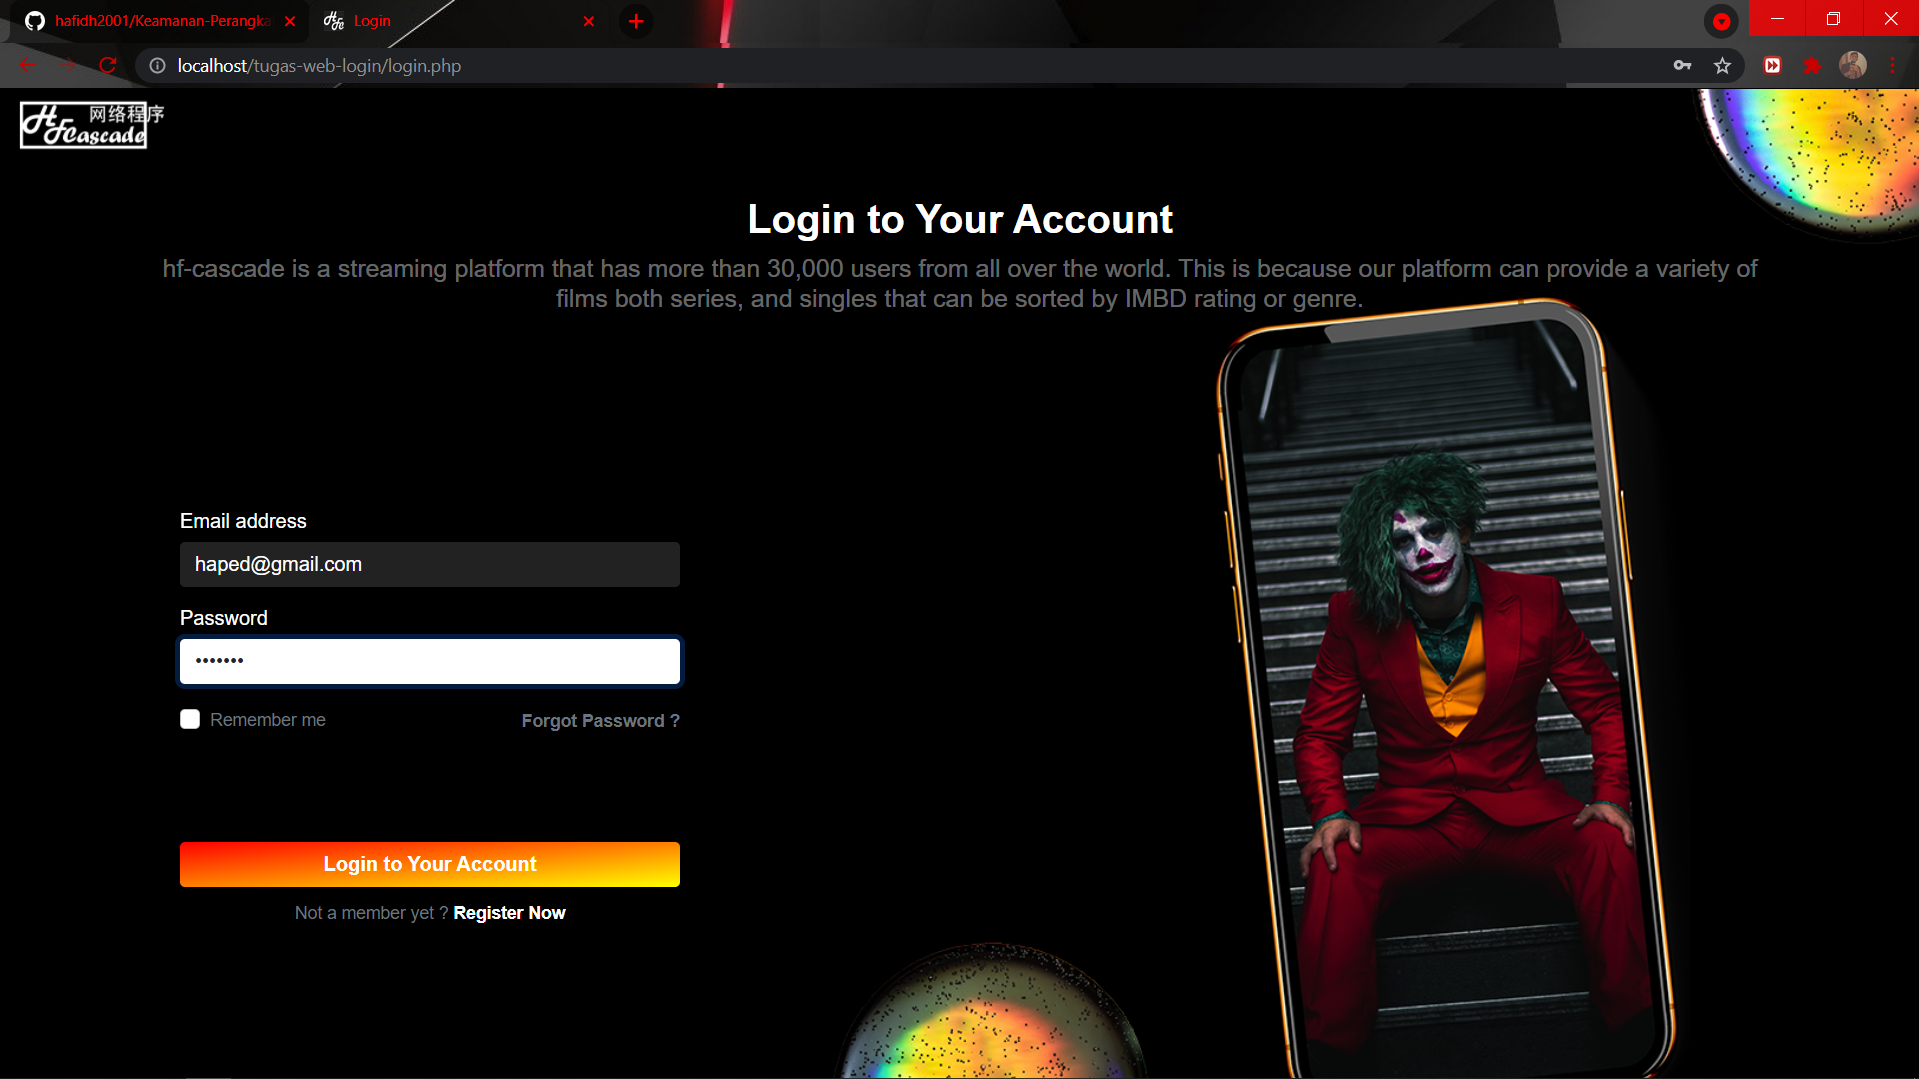 hafidh2001/Keamanan-Perangka
Login
localhost/tugas-web-login/login.php
网络程序
HFCascade
Login to Your Account
hf-cascade is a streaming platform that has more than 30,000 users from all over the world. This is because our platform can provide a variety of
films both series, and singles that can be sorted by IMBD rating or genre.
Email address
haped@gmail.com
Password
•••••••
Remember me
Forgot Password ?
Login to Your Account
Not a member yet ? Register Now